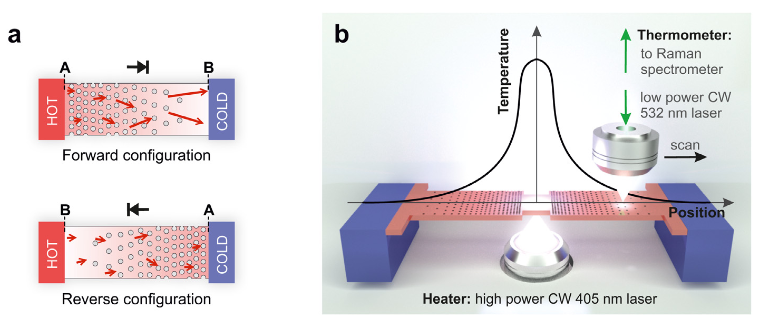 a
A
B
HOT
COLD
Forward configuration
B
A
HOT
COLD
Reverse configuration
b
Temperature
Thermometer:
to Raman
spectrometer
low power CW
532 nm laser
scan
Position
Heater: high power CW 405 nm laser